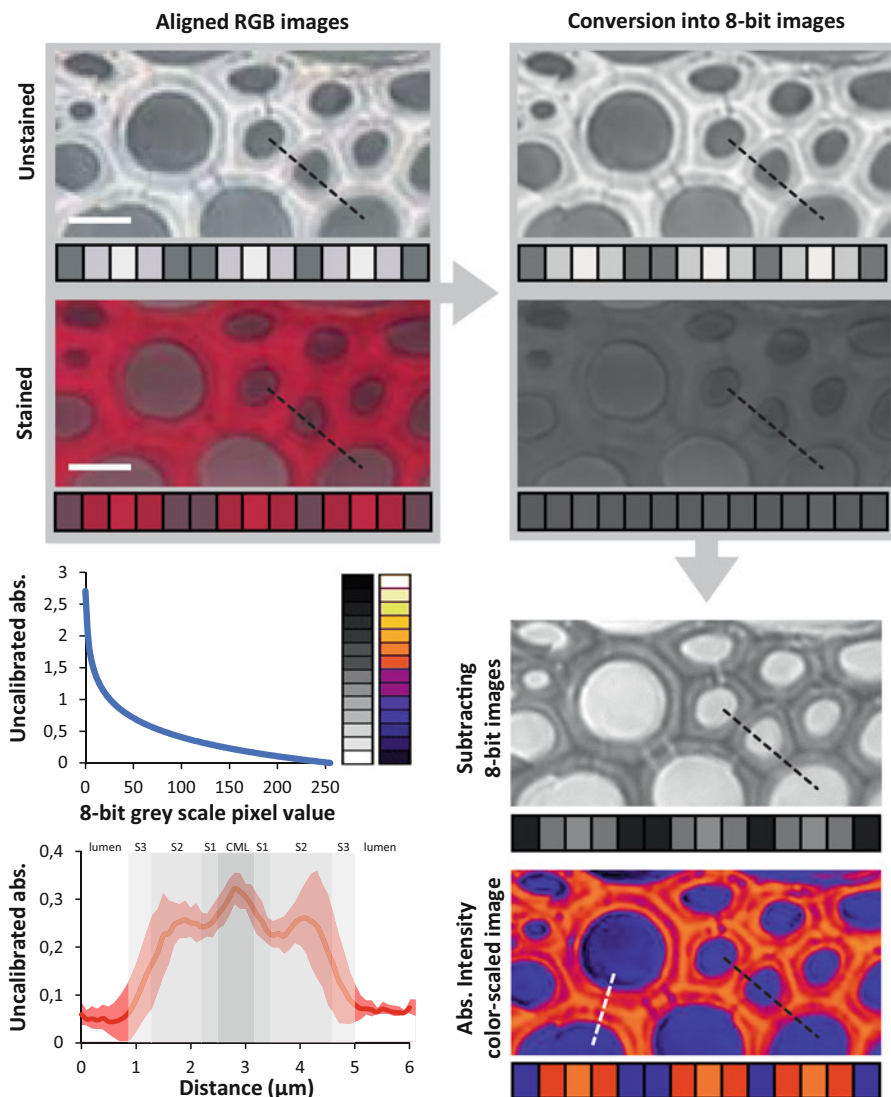 Aligned RGB images
Conversion into 8-bit images
Unstained
Stained
Uncalibrated abs.
3
2,5
2
1,5
1
0,5
0
0 50 100 150 200 250
8-bit grey scale pixel value
Subtracting
8-bit images
Uncalibrated abs.
lumen S3 S2 S1 CML S1 S2 S3 lumen
0,4
0,3
0,2
0,1
0
0 1 2 3 4 5 6
Distance (µm)
Abs. Intensity
color-scaled image